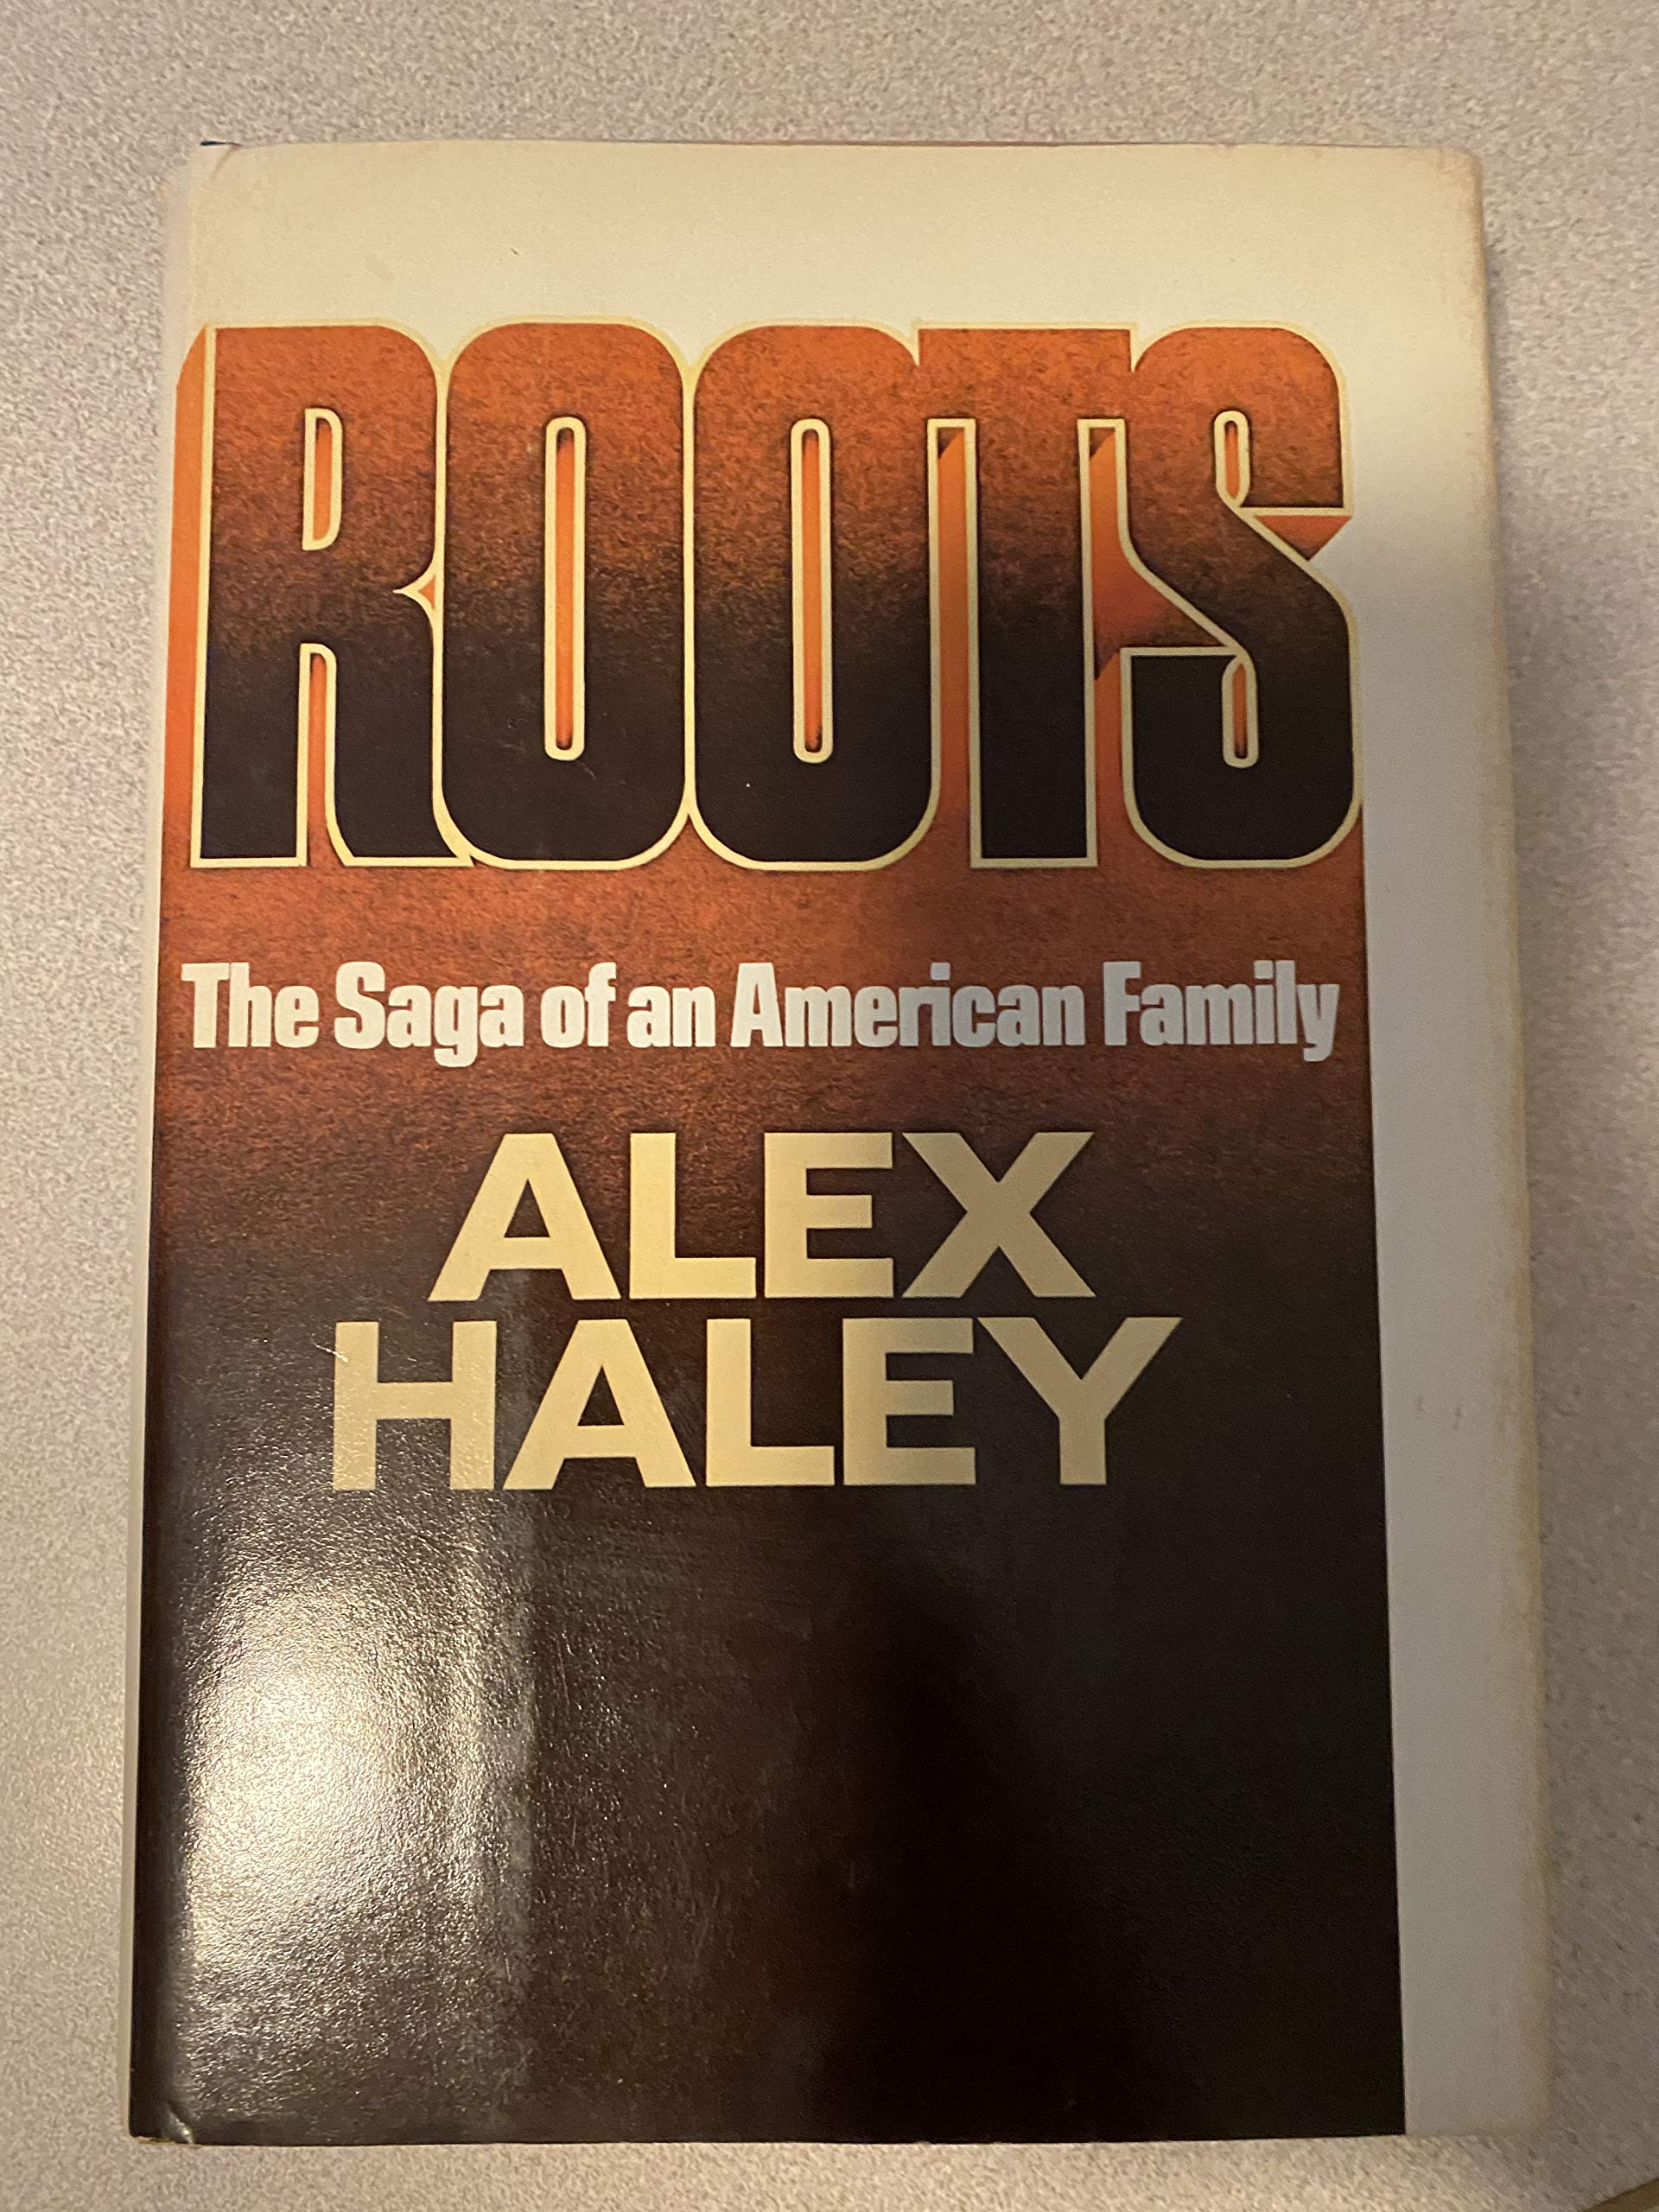 ROOTS
The Saga of an American Family
ALEX
HALEY